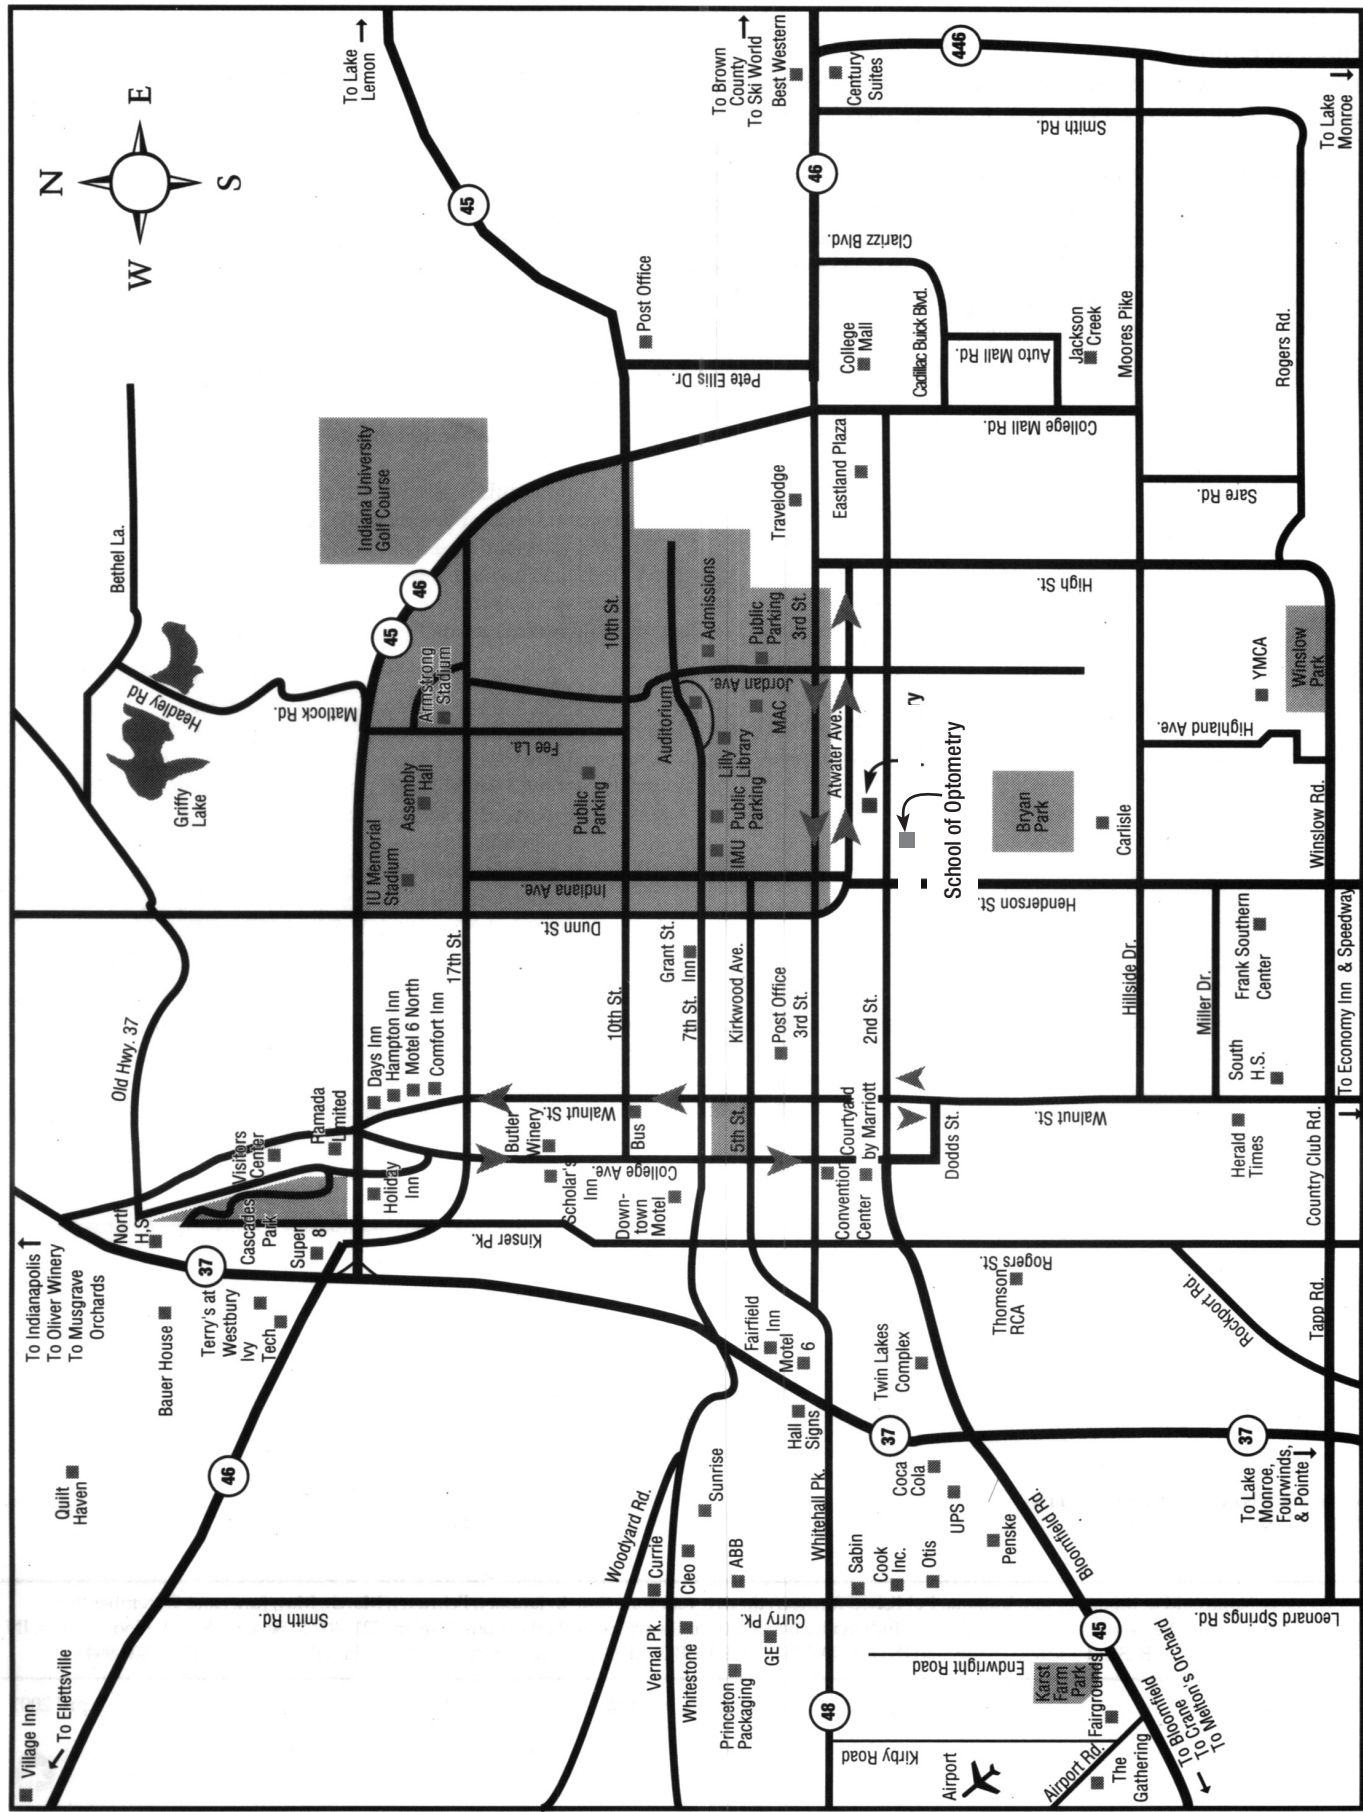 N
E
S
W
To Lake
Lemon
45
To Brown
County
To Ski World
Best Western
Century
Suites
446
46
Smith Rd.
To Lake
Monroe
Post Office
Pete Ellis Dr.
Clarizz Blvd.
College
Mall
Cadillac Buick Blvd.
Auto Mall Rd.
Jackson
Creek
Moores Pike
Rogers Rd.
College Mall Rd.
Eastland Plaza
Travelodge
Sare Rd.
Indiana University
Golf Course
Bethel La.
Headley Rd
Matlock Rd.
Griffy
Lake
46
45
Armstrong
Stadium
Fee La.
Assembly
Hall
IU Memorial
Stadium
Public
Parking
10th St.
Admissions
Public
Parking
3rd St.
Jordan Ave.
Auditorium
MAC
Lilly
Library
Public
Parking
IMU
Indiana Ave.
Atwater Ave.
ry
School of Optometry
High St.
YMCA
Winslow
Park
Highland Ave.
Bryan
Park
Carlisle
Winslow Rd.
Henderson St.
Dunn St.
17th St.
10th St.
Grant St.
Inn
7th St.
Kirkwood Ave.
Post Office
3rd St.
2nd St.
Hillside Dr.
Miller Dr.
Frank Southern
Center
South
H.S.
To Economy Inn & Speedway
Old Hwy. 37
Days Inn
Hampton Inn
Motel 6 North
Comfort Inn
Ramada
Limited
Visitors
Center
Walnut St.
Butler
Winery
Bus
5th St.
Courtyard
by Marriott
Walnut St.
Dodds St.
Herald
Times
Country Club Rd.
Holiday
Inn
Scholar's
Inn
College Ave.
Down-
town
Motel
Convention
Center
North
H.S.
Cascades
Park
Super
8
Kinser Pk.
Rogers St.
To Indianapolis
To Oliver Winery
To Musgrave
Orchards
37
Bauer House
Terry's at
Westbury
Ivy
Tech
Fairfield
Inn
Motel
6
Twin Lakes
Complex
Thomson
RCA
Rockport Rd.
Tapp Rd.
Quilt
Haven
46
Hall
Signs
37
37
To Lake
Monroe,
Fourwinds,
& Pointe
Sunrise
Woodyard Rd.
Currie
Cleo
ABB
Whitehall Pk.
Coca
Cola
UPS
Penske
Sabin
Cook
Inc.
Otis
Bloomfield Rd.
Smith Rd.
Vernal Pk.
Whitestone
Curry Pk.
GE
Princeton
Packaging
Leonard Springs Rd.
Endwright Road
45
Karst
Farm
Park
Fairgrounds
48
Kirby Road
Airport
Airport Rd.
The
Gathering
To Bloomfield
To Crane
To Melton's Orchard
Village Inn
To Ellettsville